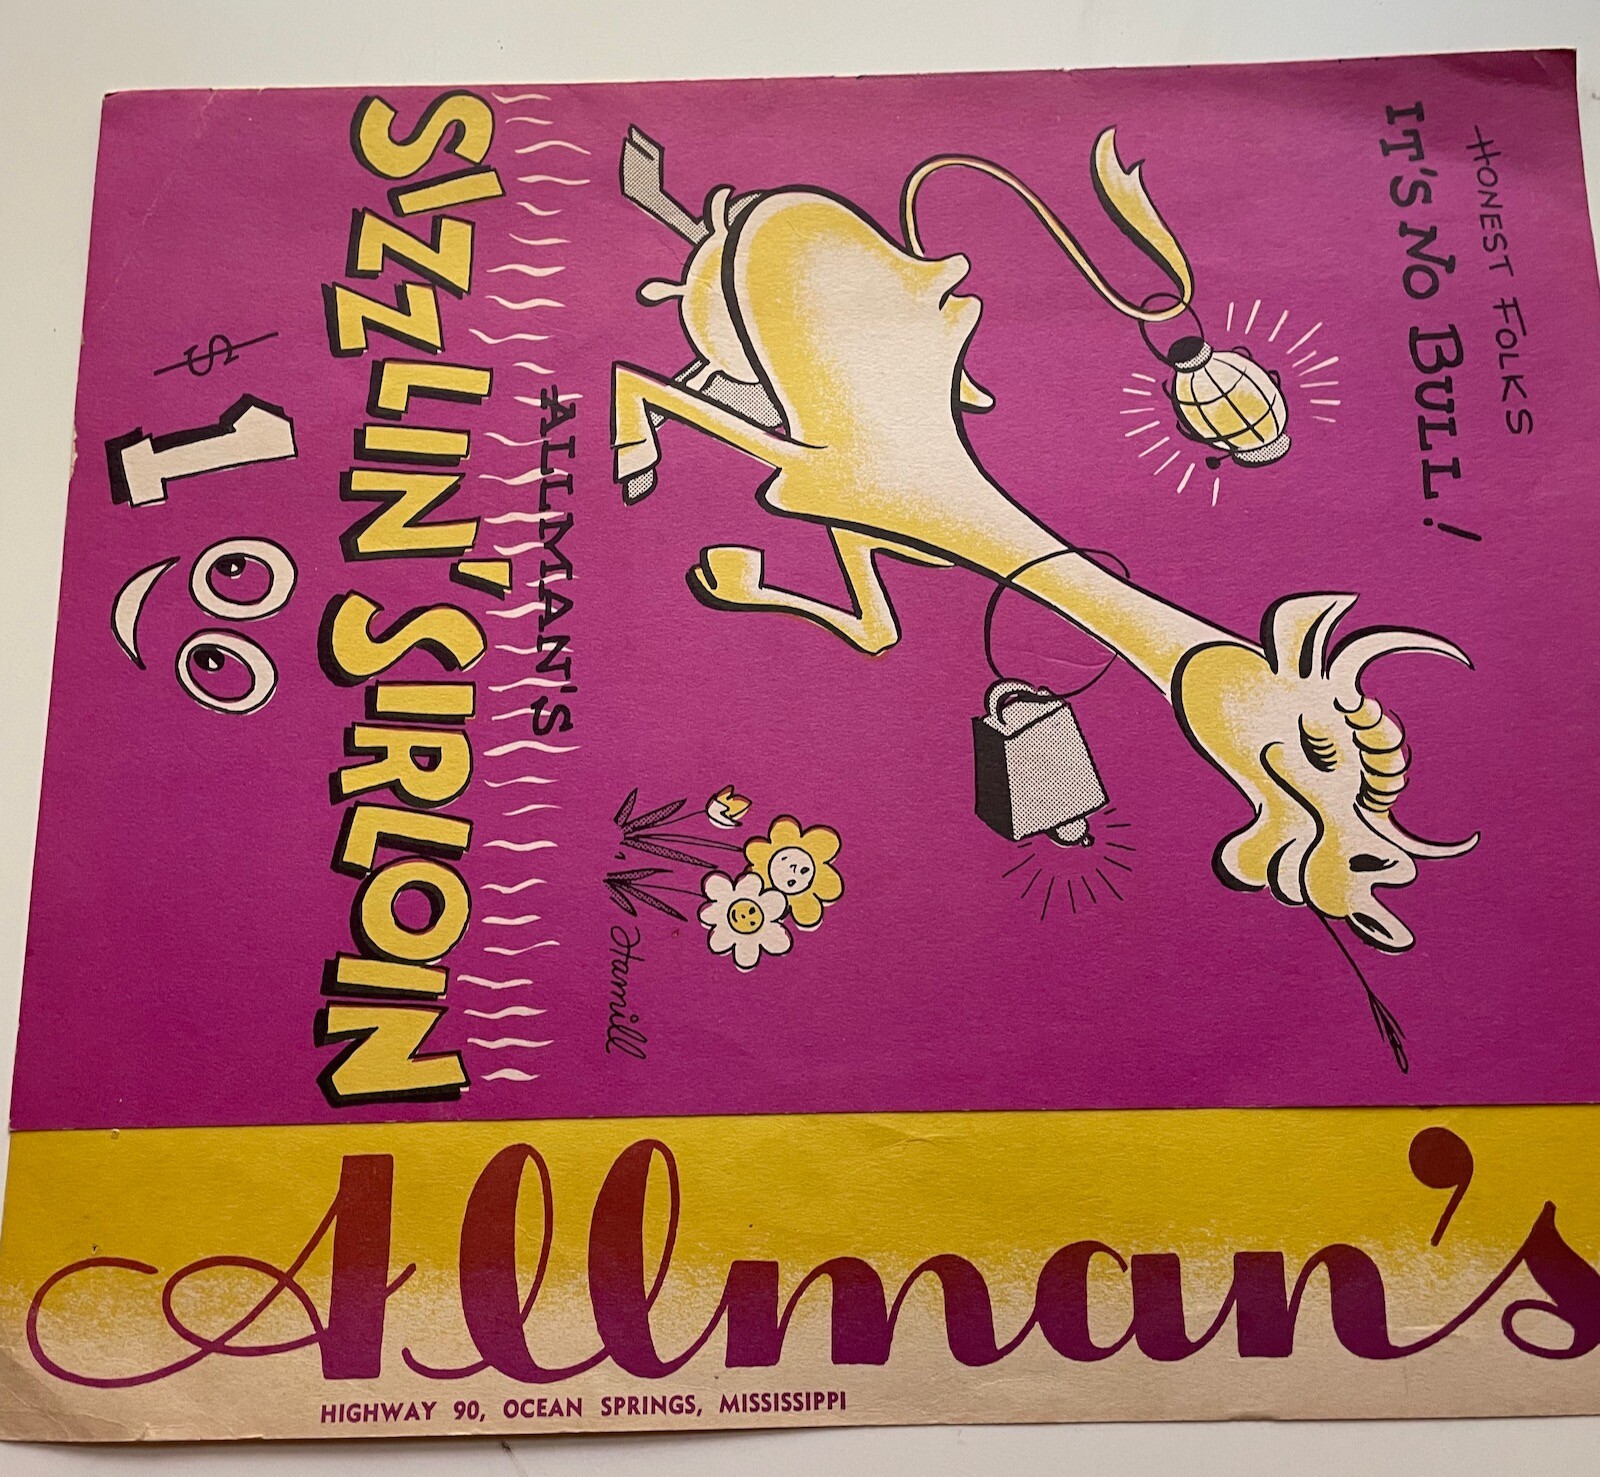 HONEST FOLKS
IT'S NO BULL!
Hamill
ALLMAN'S
SIZZLIN' SIRLOIN
$1 00
Allman's
HIGHWAY 90, OCEAN SPRINGS, MISSISSIPPI